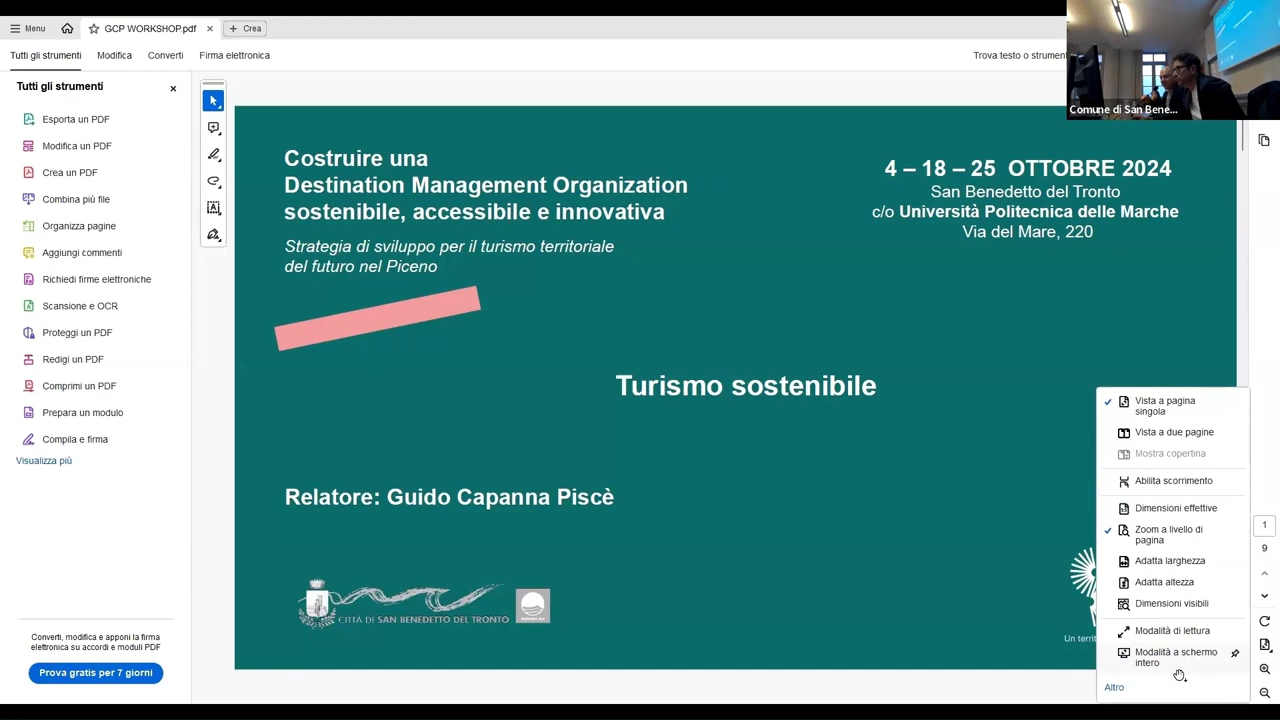 Menu
GCP WORKSHOP.pdf
Crea
Tutti gli strumenti
Modifica
Converti
Firma elettronica
Trova testo o strument
Comune di San Bene...
Tutti gli strumenti
Esporta un PDF
Modifica un PDF
Crea un PDF
Combina più file
Organizza pagine
Aggiungi commenti
Richiedi firme elettroniche
Scansione e OCR
Proteggi un PDF
Redigi un PDF
Comprimi un PDF
Prepara un modulo
Compila e firma
Visualizza più
Converti, modifica e apponi la firma
elettronica su accordi e moduli PDF
Prova gratis per 7 giorni
Costruire una
Destination Management Organization
sostenibile, accessibile e innovativa
Strategia di sviluppo per il turismo territoriale
del futuro nel Piceno
4 – 18 – 25 OTTOBRE 2024
San Benedetto del Tronto
c/o Università Politecnica delle Marche
Via del Mare, 220
Turismo sostenibile
Relatore: Guido Capanna Piscè
CITTÀ DI SAN BENEDETTO DEL TRONTO
Un territ
Vista a pagina
singola
Vista a due pagine
Mostra copertina
Abilita scorrimento
Dimensioni effettive
Zoom a livello di
pagina
Adatta larghezza
Adatta altezza
Dimensioni visibili
Modalità di lettura
Modalità a schermo
intero
Altro
1
9